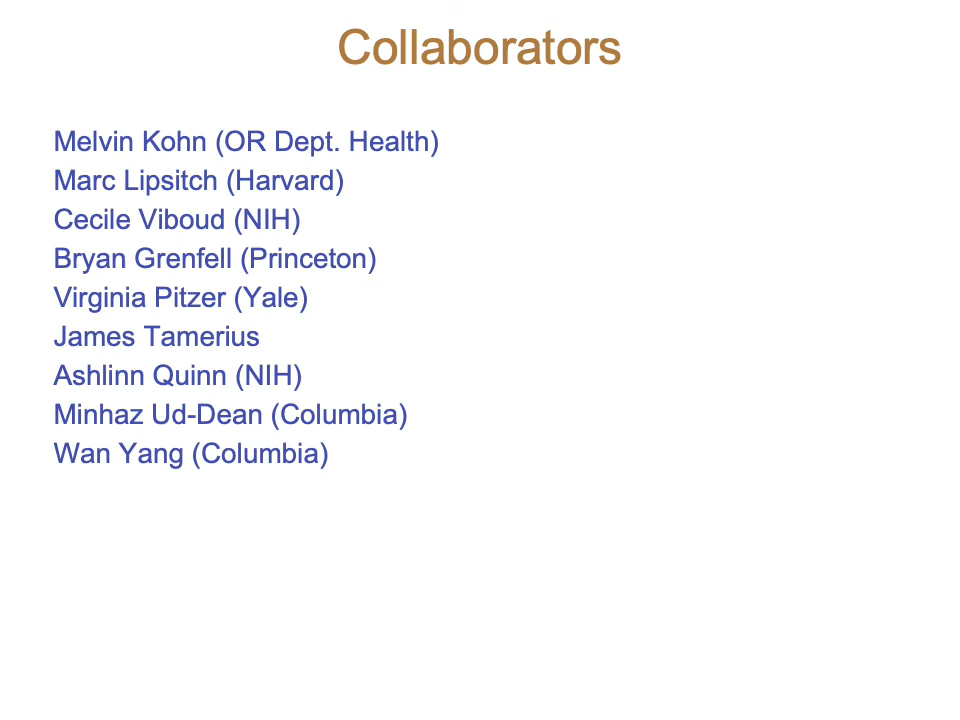 Collaborators
Melvin Kohn (OR Dept. Health)
Marc Lipsitch (Harvard)
Cecile Viboud (NIH)
Bryan Grenfell (Princeton)
Virginia Pitzer (Yale)
James Tamerius
Ashlinn Quinn (NIH)
Minhaz Ud-Dean (Columbia)
Wan Yang (Columbia)